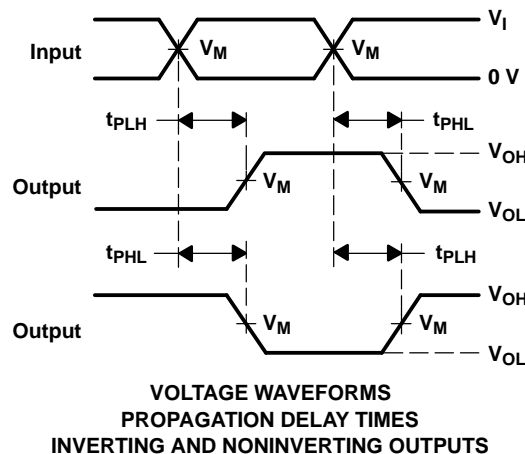 V_I
Input V_M V_M
0 V
t_PLH t_PHL
V_OH
Output V_M V_M
V_OL
t_PHL t_PLH
V_OH
Output V_M V_M
V_OL
VOLTAGE WAVEFORMS
PROPAGATION DELAY TIMES
INVERTING AND NONINVERTING OUTPUTS